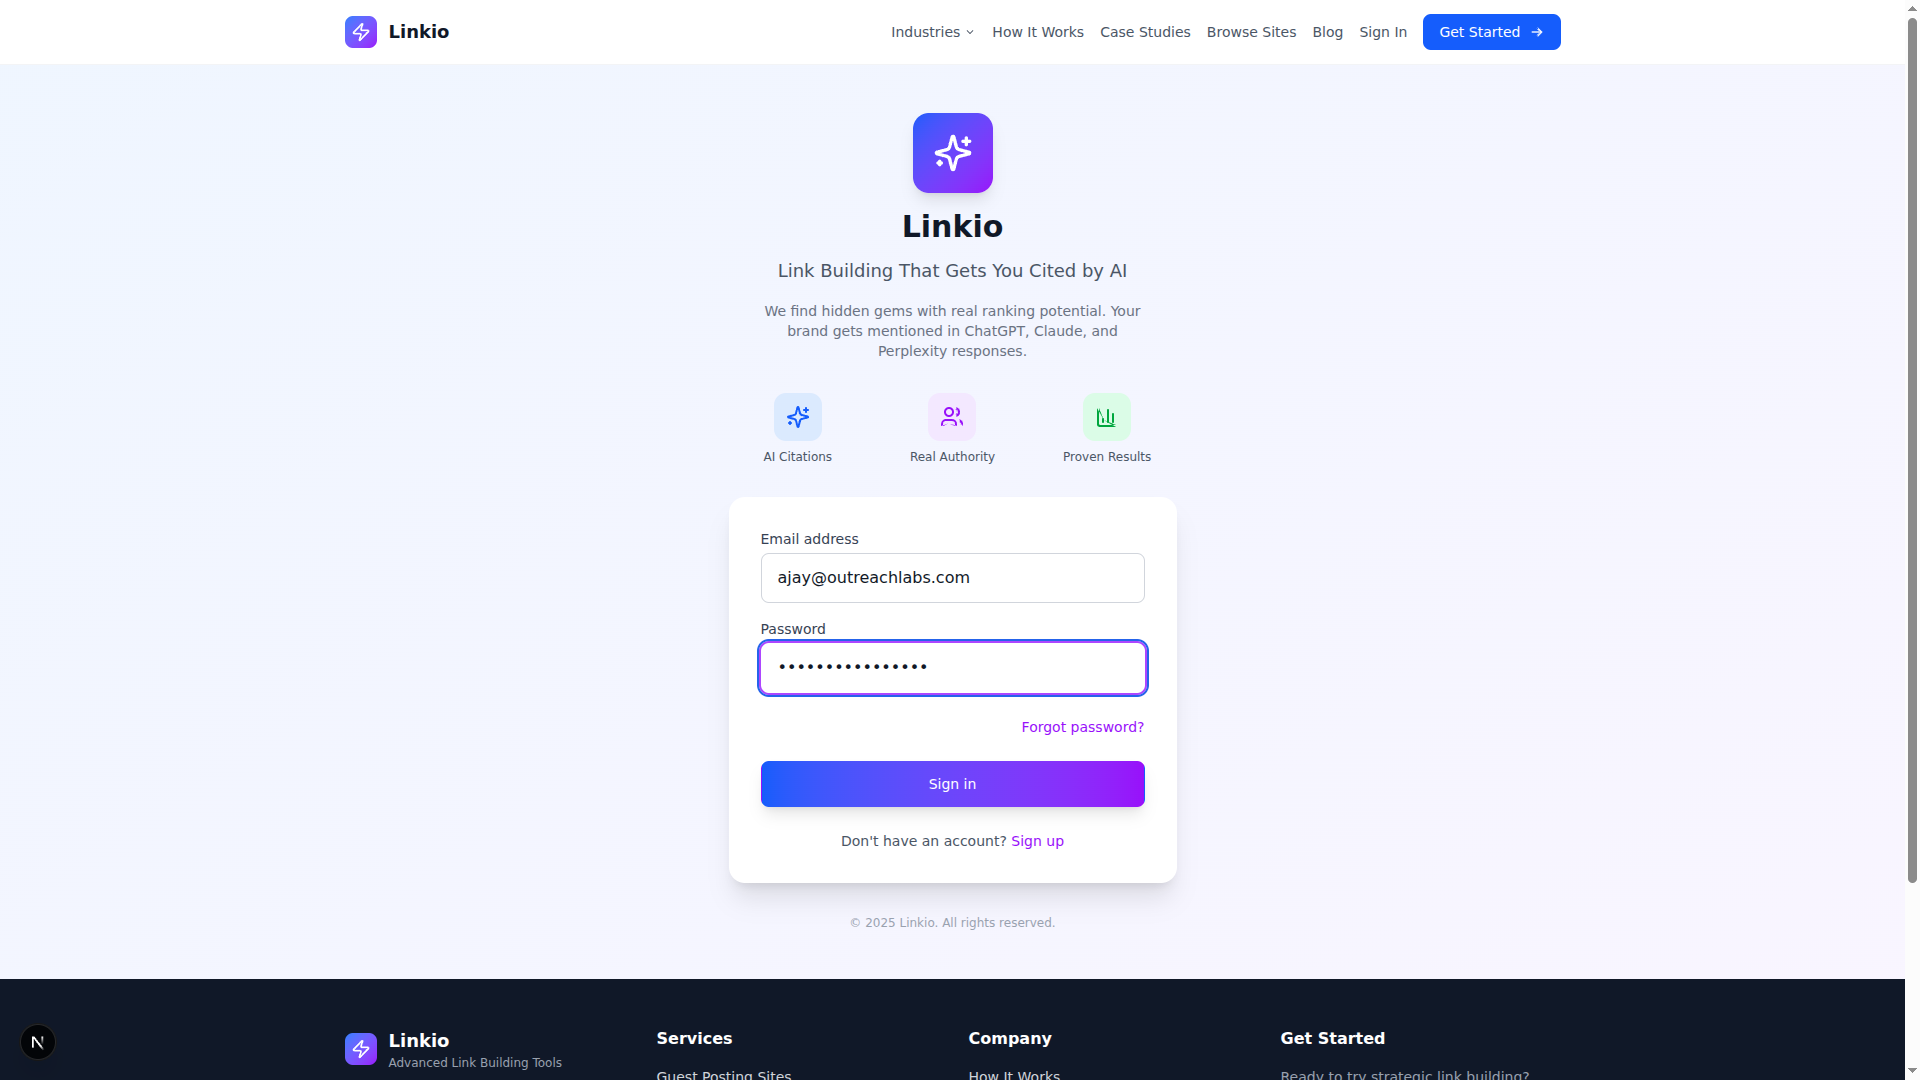 Linkio
Industries
How It Works
Case Studies
Browse Sites
Blog
Sign In
Get Started
Linkio
Link Building That Gets You Cited by AI
We find hidden gems with real ranking potential. Your
brand gets mentioned in ChatGPT, Claude, and
Perplexity responses.
AI Citations
Real Authority
Proven Results
Email address
ajay@outreachlabs.com
Password
••••••••••••••••
Forgot password?
Sign in
Don't have an account? Sign up
© 2025 Linkio. All rights reserved.
N
Linkio
Advanced Link Building Tools
Services
Guest Posting Sites
Company
How It Works
Get Started
Ready to try strategic link building?